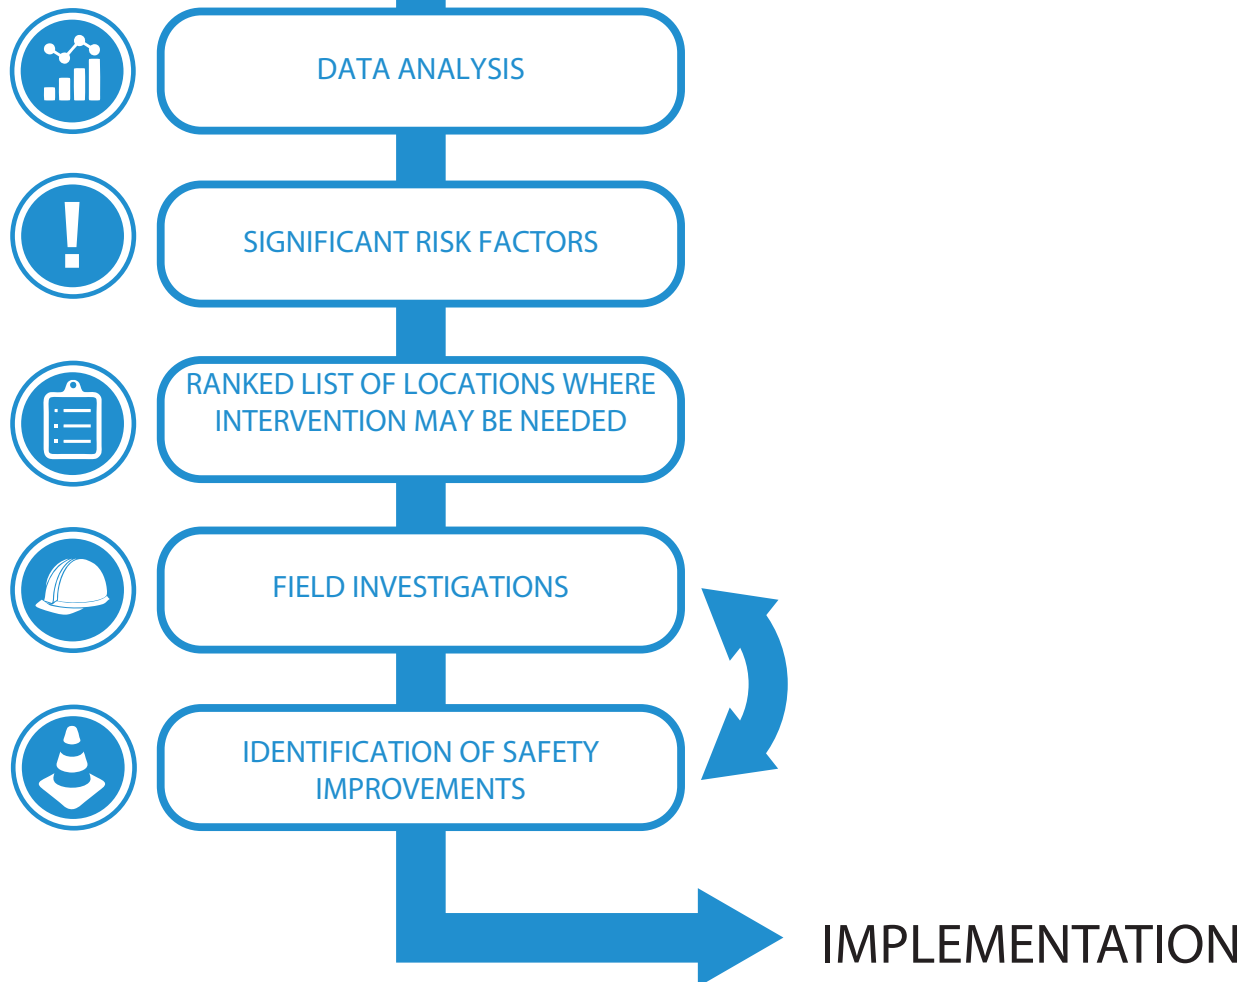 DATA ANALYSIS
SIGNIFICANT RISK FACTORS
RANKED LIST OF LOCATIONS WHERE
INTERVENTION MAY BE NEEDED
FIELD INVESTIGATIONS
IDENTIFICATION OF SAFETY
IMPROVEMENTS
IMPLEMENTATION